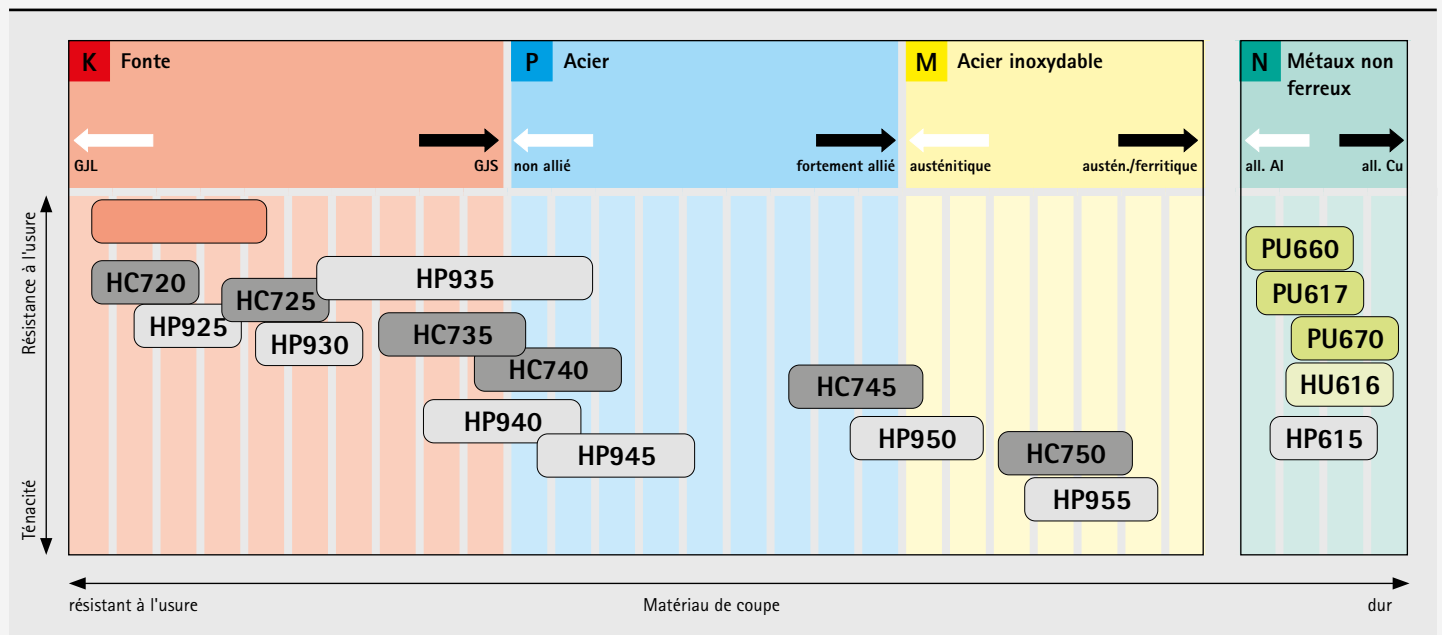 K Fonte
P Acier
M Acier inoxydable
N Métaux non
ferreux
GJL
GJS
non allié
fortement allié
austénitique
austén./ferritique
all. Al
all. Cu
Résistance à l'usure
Ténacité
HC720
HP925
HC725
HP930
HP935
HC735
HC740
HP940
HP945
HC745
HP950
HC750
HP955
PU660
PU617
PU670
HU616
HP615
résistant à l'usure
Matériau de coupe
dur